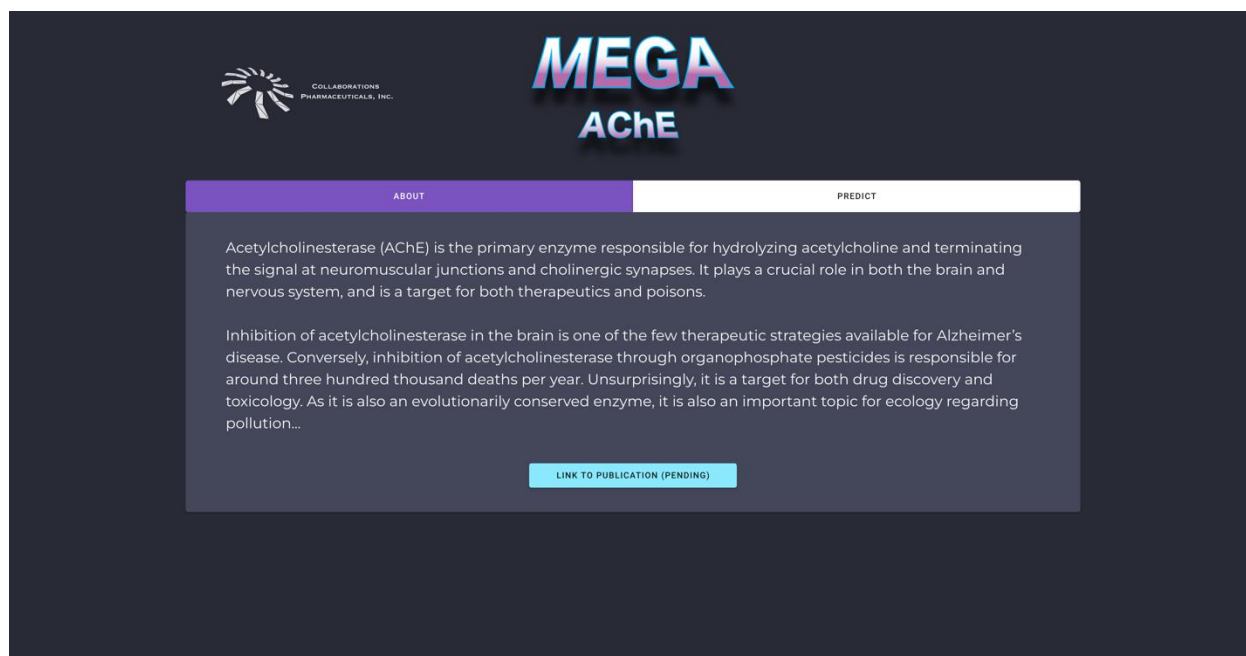 COLLABORATIONS
PHARMACEUTICALS, INC.
MEGA
AChE
ABOUT
PREDICT
Acetylcholinesterase (AChE) is the primary enzyme responsible for hydrolyzing acetylcholine and terminating
the signal at neuromuscular junctions and cholinergic synapses. It plays a crucial role in both the brain and
nervous system, and is a target for both therapeutics and poisons.
Inhibition of acetylcholinesterase in the brain is one of the few therapeutic strategies available for Alzheimer’s
disease. Conversely, inhibition of acetylcholinesterase through organophosphate pesticides is responsible for
around three hundred thousand deaths per year. Unsurprisingly, it is a target for both drug discovery and
toxicology. As it is also an evolutionarily conserved enzyme, it is also an important topic for ecology regarding
pollution...
LINK TO PUBLICATION (PENDING)